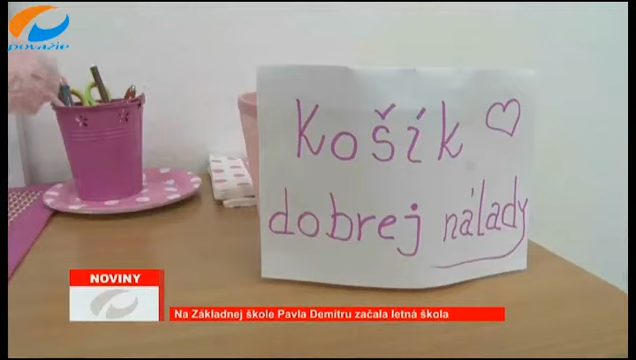 považie
Košík ♡
dobrej nálady
NOVINY
Na Základnej škole Pavla Demitru začala letná škola